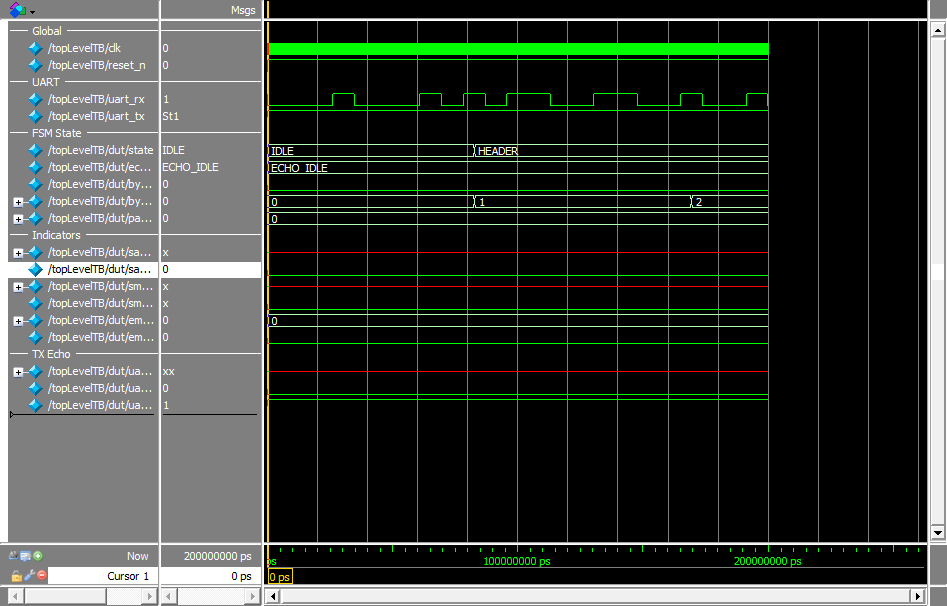 Msgs
Global
/topLevelTB/clk 0
/topLevelTB/reset_n 0
UART
/topLevelTB/uart_rx 1
/topLevelTB/uart_tx St1
FSM State
/topLevelTB/dut/state IDLE IDLE HEADER
/topLevelTB/dut/ec... ECHO_IDLE ECHO_IDLE
/topLevelTB/dut/by... 0
/topLevelTB/dut/by... 0 0 1 2
/topLevelTB/dut/pa... 0 0
Indicators
/topLevelTB/dut/sa... x
/topLevelTB/dut/sa... 0
/topLevelTB/dut/sm... x
/topLevelTB/dut/sm... x
/topLevelTB/dut/em... 0 0
/topLevelTB/dut/em... 0
TX Echo
/topLevelTB/dut/ua... xx
/topLevelTB/dut/ua... 0
/topLevelTB/dut/ua... 1
Now 200000000 ps ps 100000000 ps 200000000 ps
Cursor 1 0 ps 0 ps